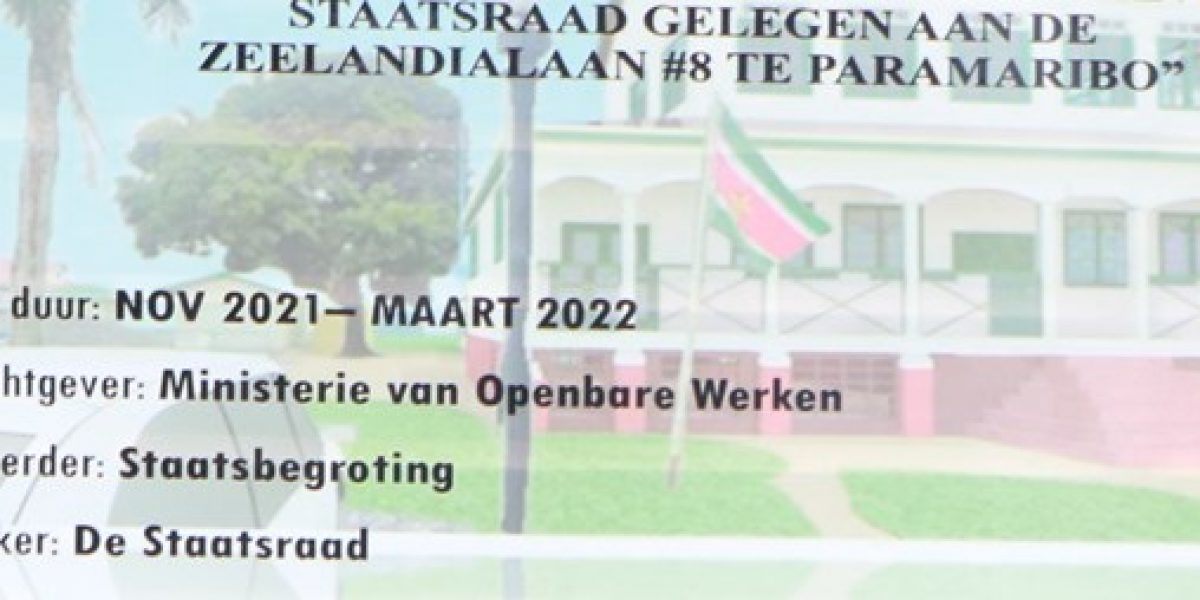 STAATSRAAD GELEGEN AAN DE
ZEELANDIALAAN #8 TE PARAMARIBO”
duur: NOV 2021– MAART 2022
htgever: Ministerie van Openbare Werken
erder: Staatsbegroting
ker: De Staatsraad